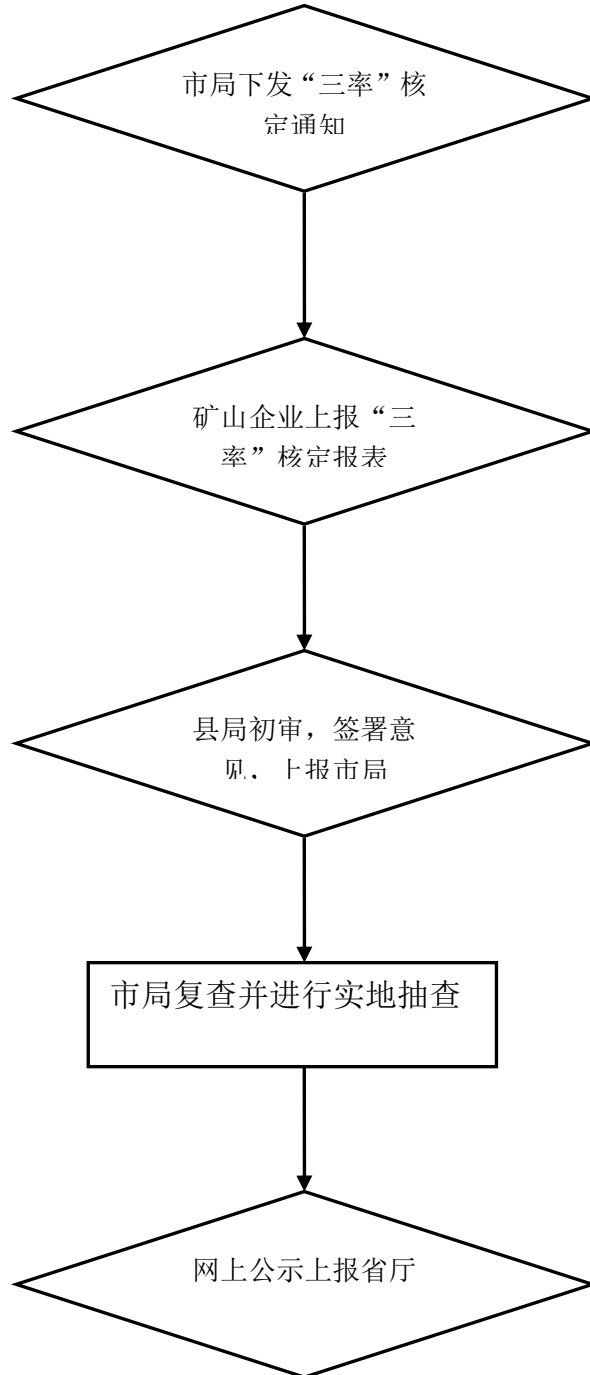 市局下发“三率”核
定通知
矿山企业上报“三
率”核定报表
县局初审，签署意
见，上报市局
市局复查并进行实地抽查
网上公示上报省厅